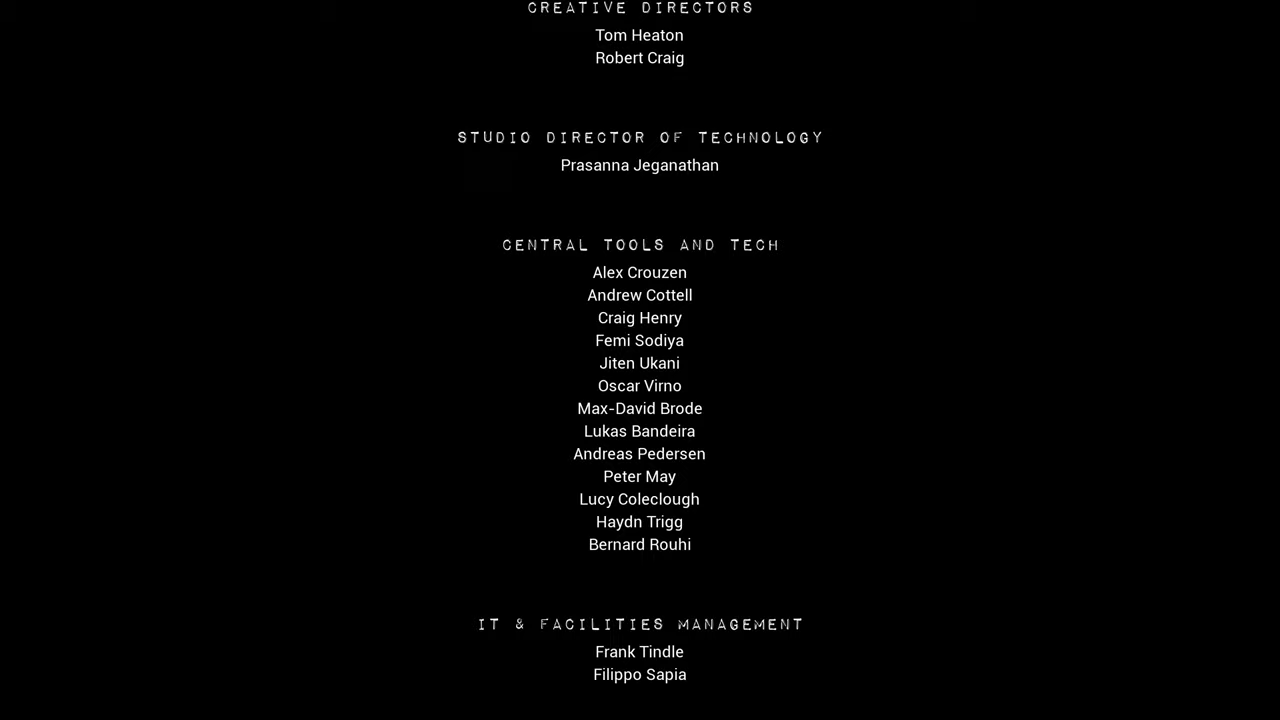 CREATIVE DIRECTORS
Tom Heaton
Robert Craig
STUDIO DIRECTOR OF TECHNOLOGY
Prasanna Jeganathan
CENTRAL TOOLS AND TECH
Alex Crouzen
Andrew Cottell
Craig Henry
Femi Sodiya
Jiten Ukani
Oscar Virno
Max-David Brode
Lukas Bandeira
Andreas Pedersen
Peter May
Lucy Coleclough
Haydn Trigg
Bernard Rouhi
IT & FACILITIES MANAGEMENT
Frank Tindle
Filippo Sapia